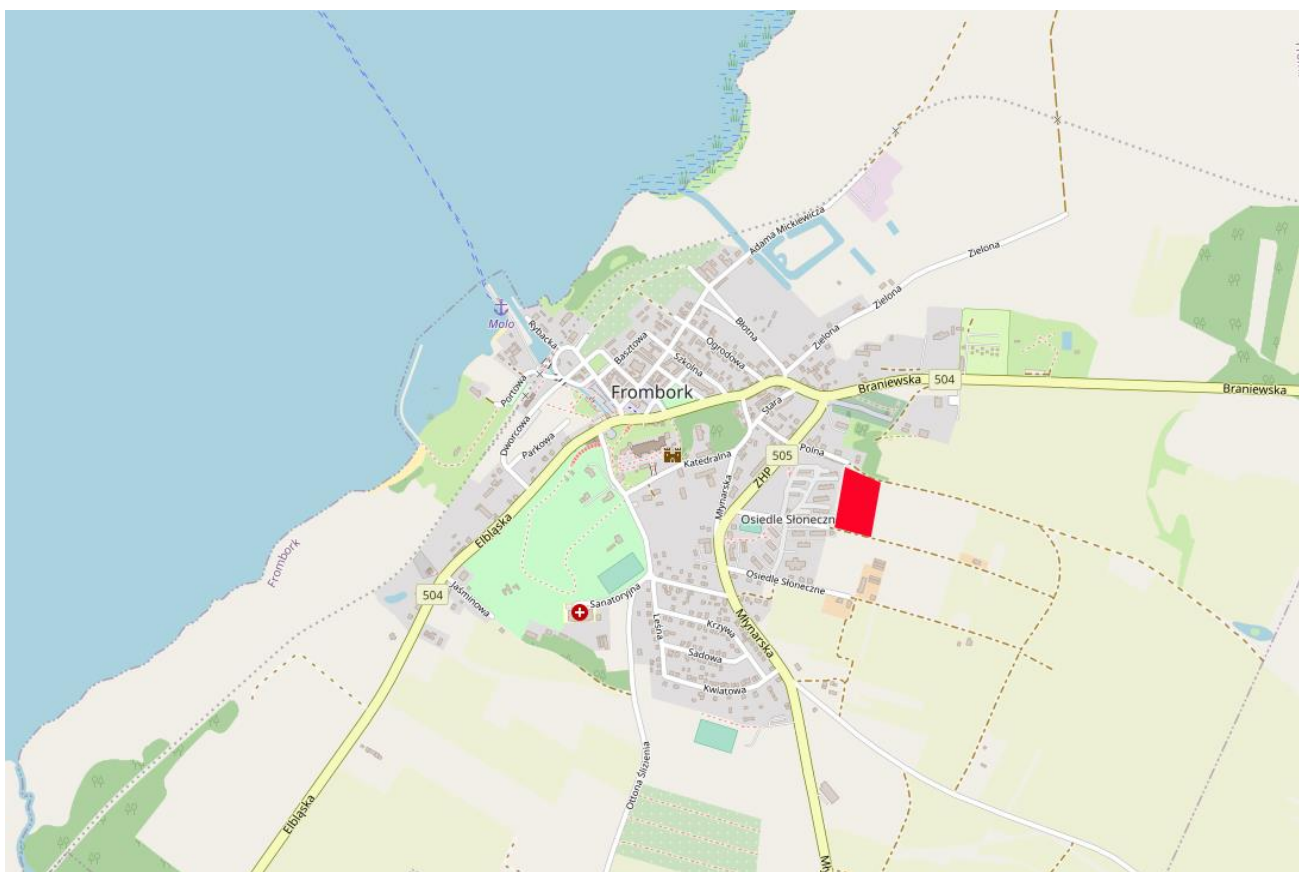 Adama Mickiewicza
Zielona
Zielona
Zielona
Molo
Rybacka
Błotna
Basztowa
Ogrodowa
Szkolna
Frombork
Portowa
Braniewska
504
Braniewska
Stara
Dworcowa
Parkowa
Polna
Katedralna
505
ZHP
Młynarska
Osiedle Słoneczn
Elbląska
Frombork
Osiedle Słoneczne
504
Jaśminowa
Sanatoryjna
Leśna
Krzywa
Młynarska
Sadowa
Kwiatowa
Ottona Ślizienia
Elbląska